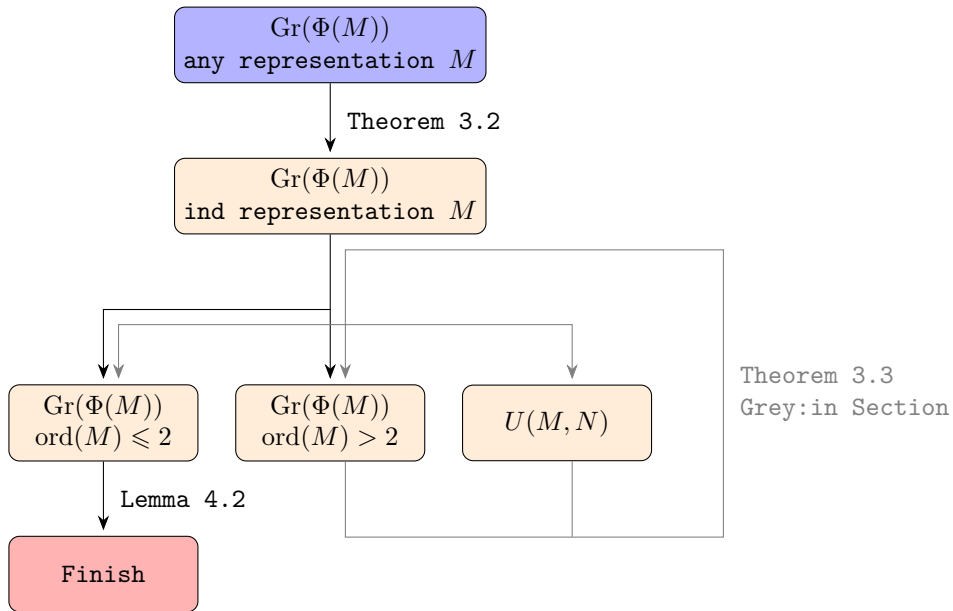 Gr(Φ(M))
any representation M
Theorem 3.2
Gr(Φ(M))
ind representation M
Gr(Φ(M))
ord(M) ⩽ 2
Gr(Φ(M))
ord(M) > 2
U(M, N)
Theorem 3.3
Grey:in Section
Lemma 4.2
Finish